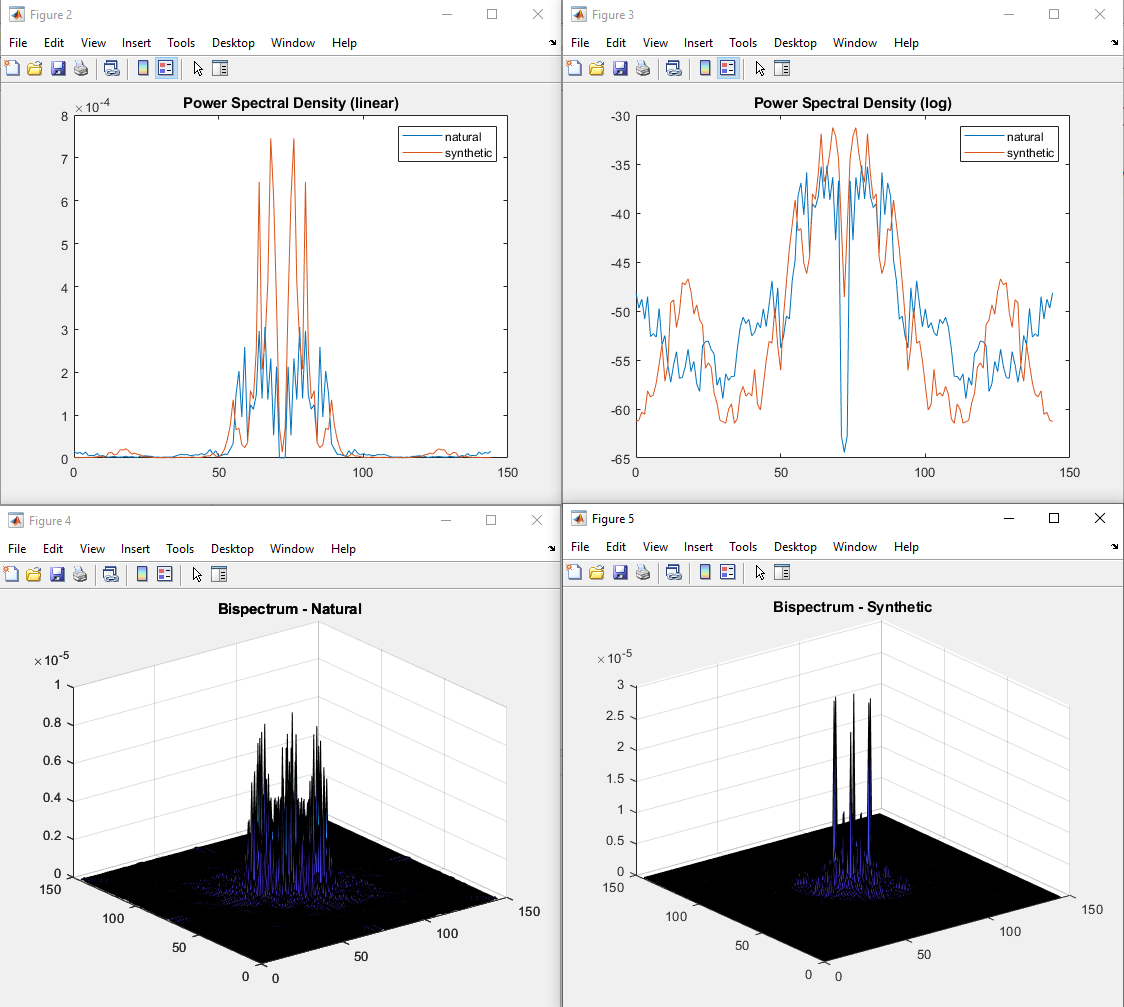 Figure 2
File Edit View Insert Tools Desktop Window Help
Power Spectral Density (linear)
×10-4
8
7
6
5
4
3
2
1
0
0 50 100 150
natural
synthetic
Figure 3
File Edit View Insert Tools Desktop Window Help
Power Spectral Density (log)
-30
-35
-40
-45
-50
-55
-60
-65
0 50 100 150
natural
synthetic
Figure 4
File Edit View Insert Tools Desktop Window Help
Bispectrum - Natural
×10-5
1
0.8
0.6
0.4
0.2
0
150
100
50
0
0
50
100
150
Figure 5
File Edit View Insert Tools Desktop Window Help
Bispectrum - Synthetic
×10-5
3
2.5
2
1.5
1
0.5
0
150
100
50
0
0
50
100
150